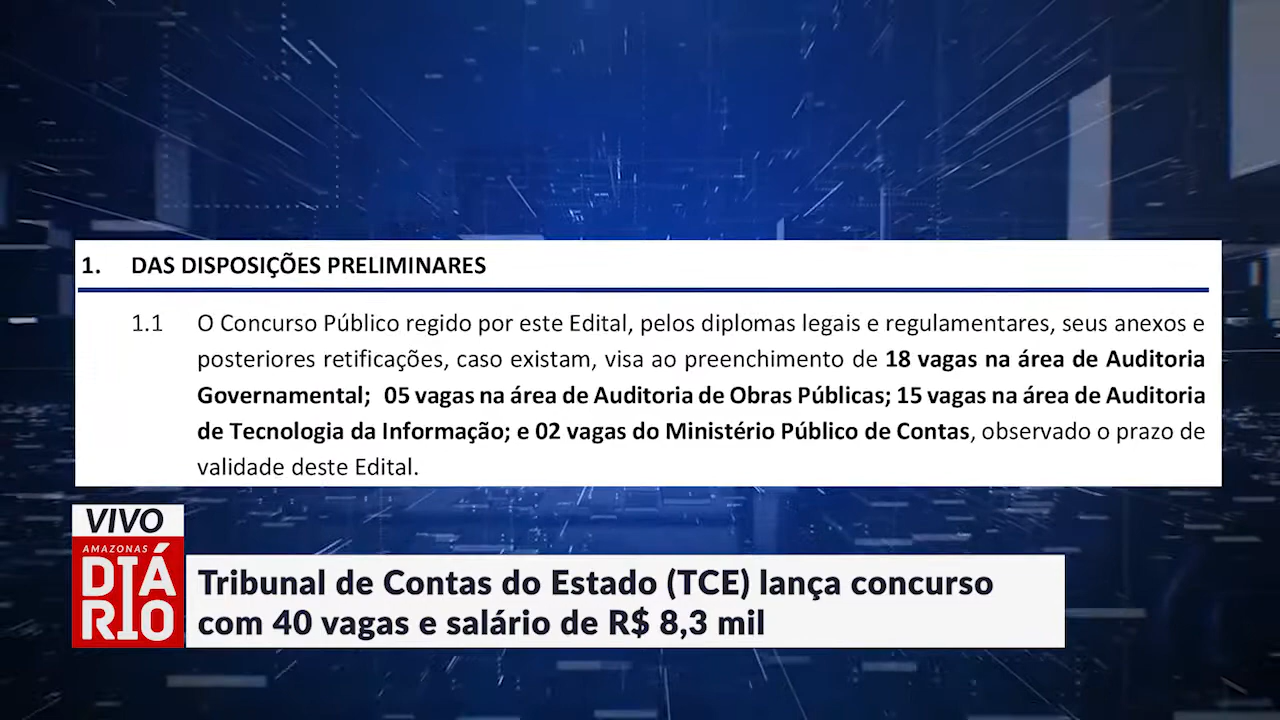 1. DAS DISPOSIÇÕES PRELIMINARES
1.1 O Concurso Público regido por este Edital, pelos diplomas legais e regulamentares, seus anexos e
posteriores retificações, caso existam, visa ao preenchimento de 18 vagas na área de Auditoria
Governamental; 05 vagas na área de Auditoria de Obras Públicas; 15 vagas na área de Auditoria
de Tecnologia da Informação; e 02 vagas do Ministério Público de Contas, observado o prazo de
validade deste Edital.
VIVO
AMAZONAS
DIÁ
RIO
Tribunal de Contas do Estado (TCE) lança concurso
com 40 vagas e salário de R$ 8,3 mil